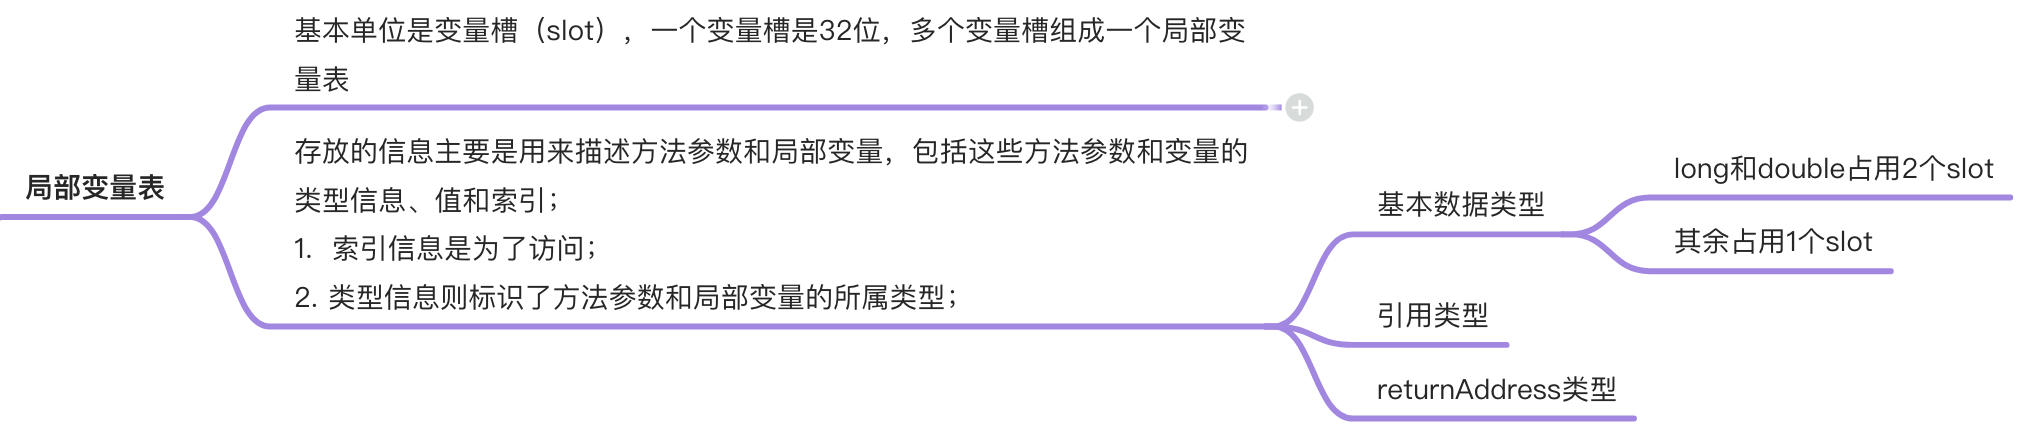 局部变量表
基本单位是变量槽（slot），一个变量槽是32位，多个变量槽组成一个局部变
量表
存放的信息主要是用来描述方法参数和局部变量，包括这些方法参数和变量的
类型信息、值和索引；
1. 索引信息是为了访问；
2. 类型信息则标识了方法参数和局部变量的所属类型；
基本数据类型
long和double占用2个slot
其余占用1个slot
引用类型
returnAddress类型